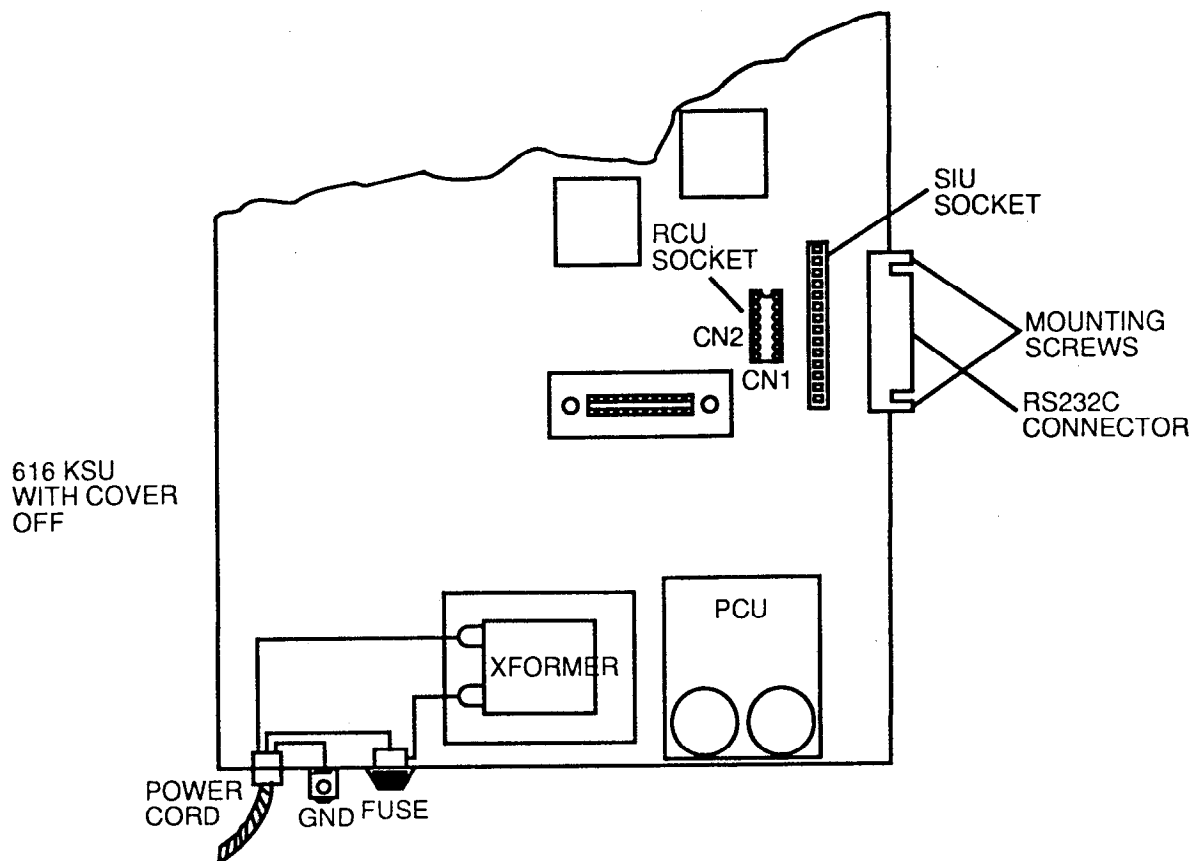 SIU
SOCKET
RCU
SOCKET
CN2
CN1
MOUNTING
SCREWS
RS232C
CONNECTOR
616 KSU
WITH COVER
OFF
PCU
XFORMER
POWER
CORD
GND
FUSE